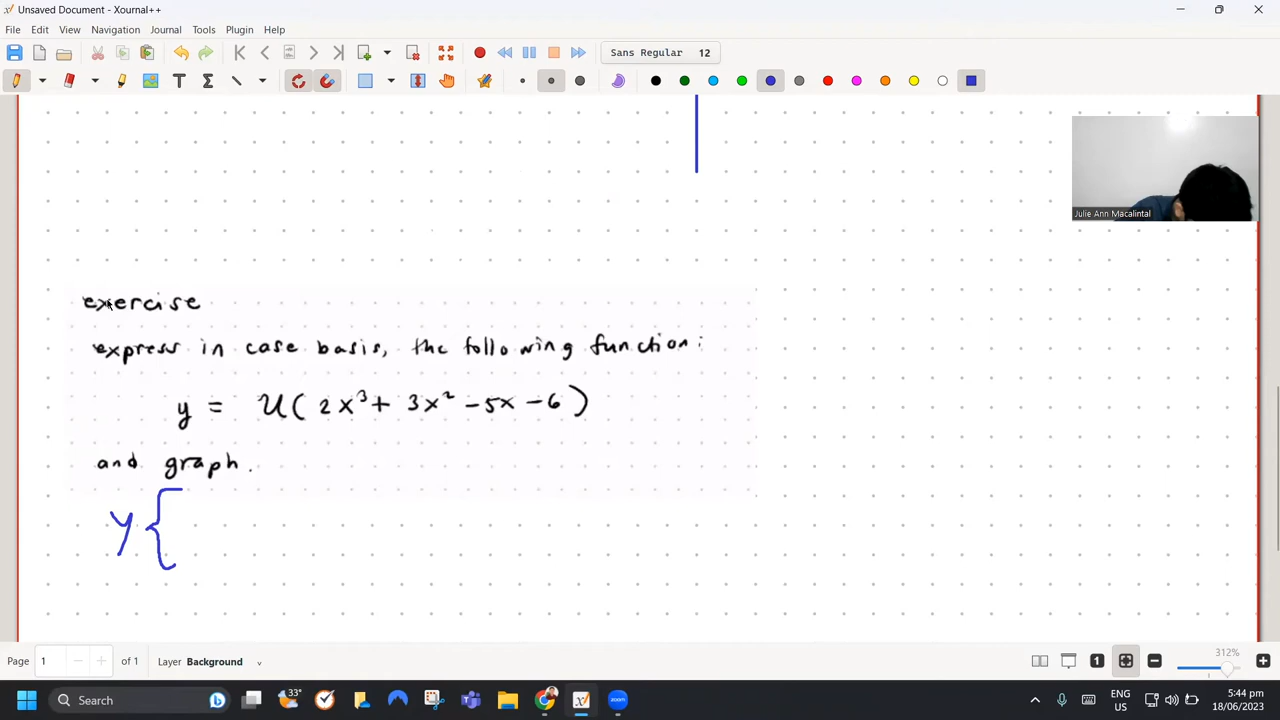 Unsaved Document - Xournal++
File Edit View Navigation Journal Tools Plugin Help
Sans Regular 12
Julie Ann Macalintal
exercise
express in case basis, the following function:
y = U( 2x³ + 3x² - 5x - 6 )
and graph.
y {
312%
Page 1 of 1 Layer Background
1
33°
Search
zoom
ENG
US
5:44 pm
18/06/2023